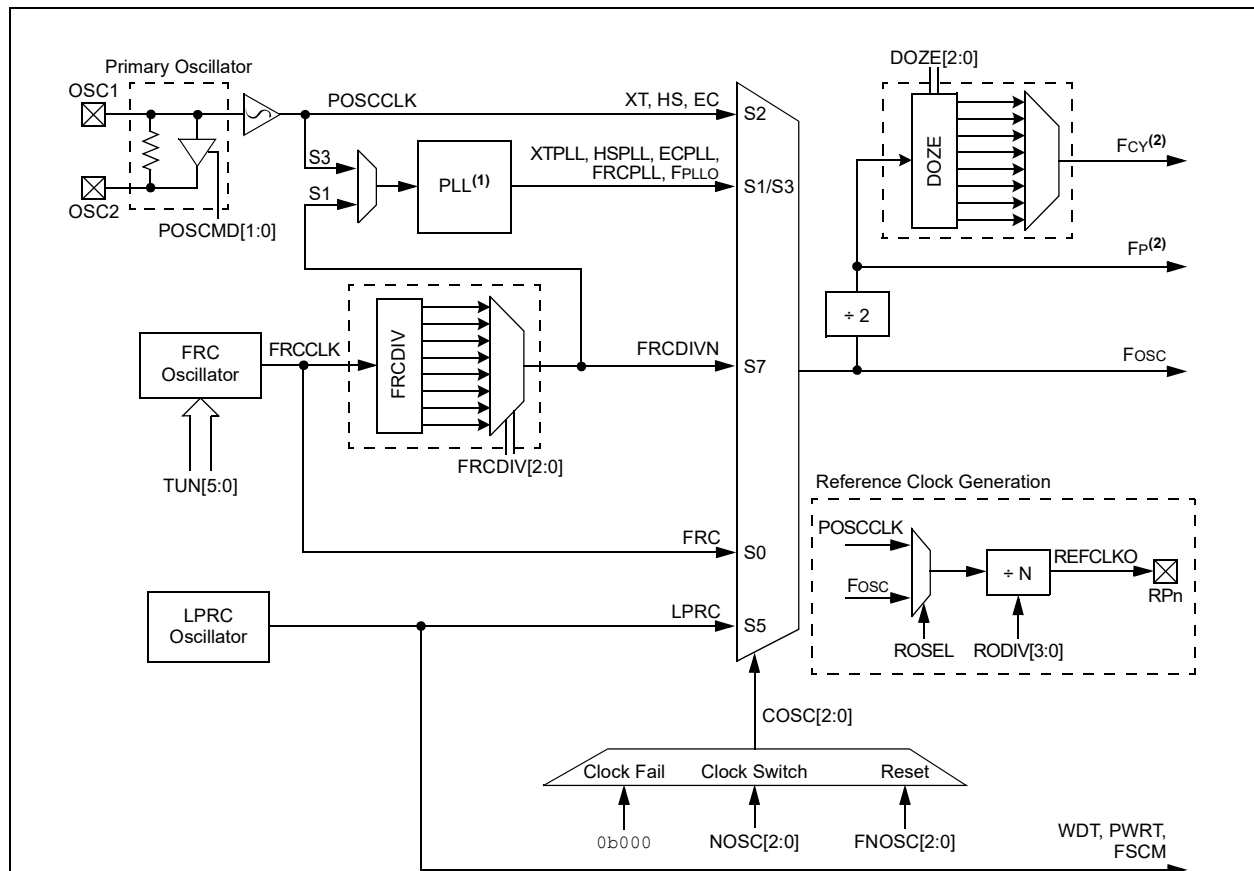 DOZE[2:0]
Primary Oscillator
OSC1
POSCCLK
XT, HS, EC
S2
DOZE
FCY(2)
S3
PLL(1)
XTPLL, HSPLL, ECPLL,
FRCPLL, FPLLO
S1/S3
S1
OSC2
POSCMD[1:0]
FP(2)
÷ 2
FRC
Oscillator
FRCCLK
FRCDIV
FRCDIVN
S7
FOSC
FRCDIV[2:0]
TUN[5:0]
Reference Clock Generation
POSCCLK
FRC
S0
÷ N
REFCLKO
FOSC
RPn
LPRC
Oscillator
LPRC
S5
ROSEL
RODIV[3:0]
COSC[2:0]
Clock Fail
Clock Switch
Reset
0b000
NOSC[2:0]
FNOSC[2:0]
WDT, PWRT,
FSCM